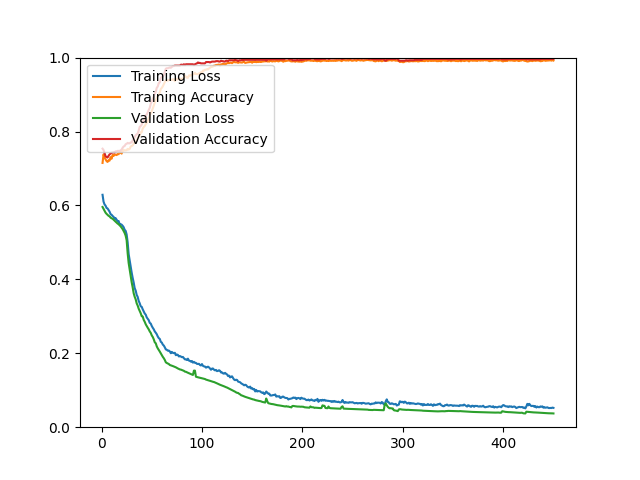 1.0
0.8
0.6
0.4
0.2
0.0
Training Loss
Training Accuracy
Validation Loss
Validation Accuracy
0 100 200 300 400